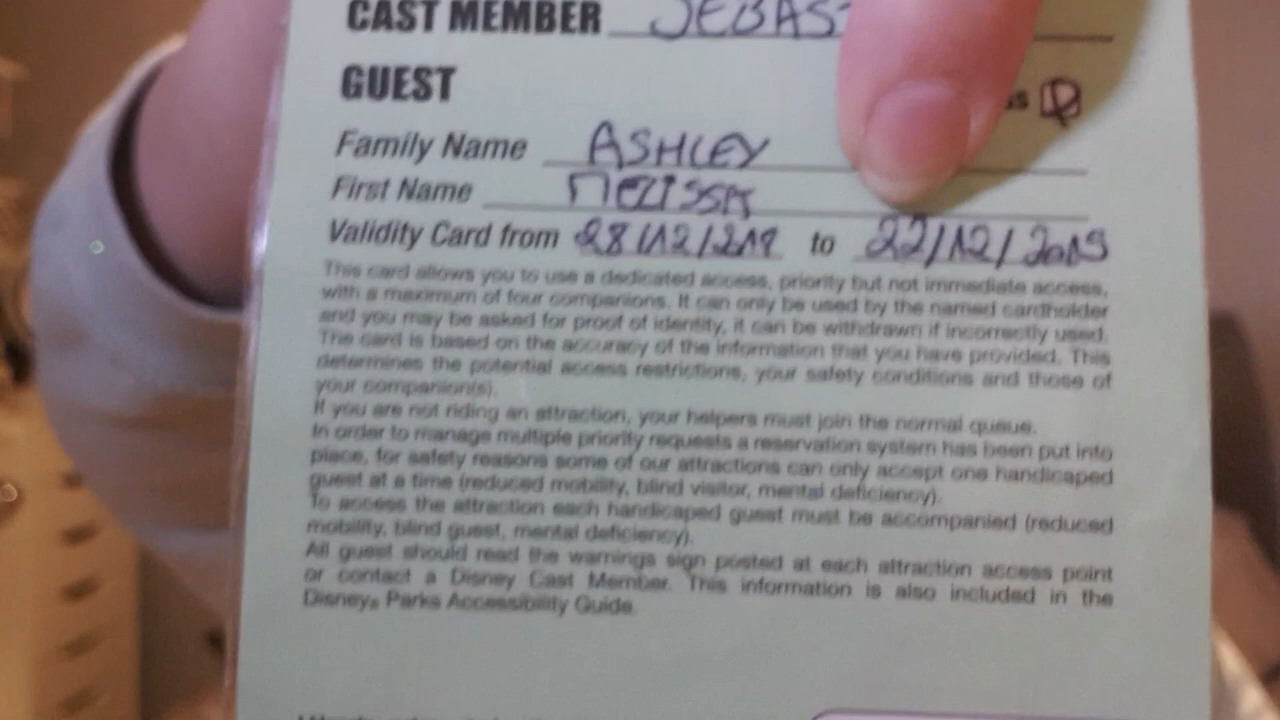 CAST MEMBER SEBAS
GUEST
Family Name ASHLEY
First Name MELISSA
Validity Card from 28/12/2018 to 22/12/2019
This card allows you to use a dedicated access, priority but not immediate access,
with a maximum of four companions. It can only be used by the named cardholder
and you may be asked for proof of identity, it can be withdrawn if incorrectly used.
The card is based on the accuracy of the information that you have provided. This
determines the potential access restrictions, your safety conditions and those of
your companion(s).
If you are not riding an attraction, your helpers must join the normal queue.
In order to manage multiple priority requests a reservation system has been put into
place, for safety reasons some of our attractions can only accept one handicaped
guest at a time (reduced mobility, blind visitor, mental deficiency).
To access the attraction each handicaped guest must be accompanied (reduced
mobility, blind guest, mental deficiency).
All guest should read the warnings sign posted at each attraction access point
or contact a Disney Cast Member. This information is also included in the
Disney® Parks Accessibility Guide.